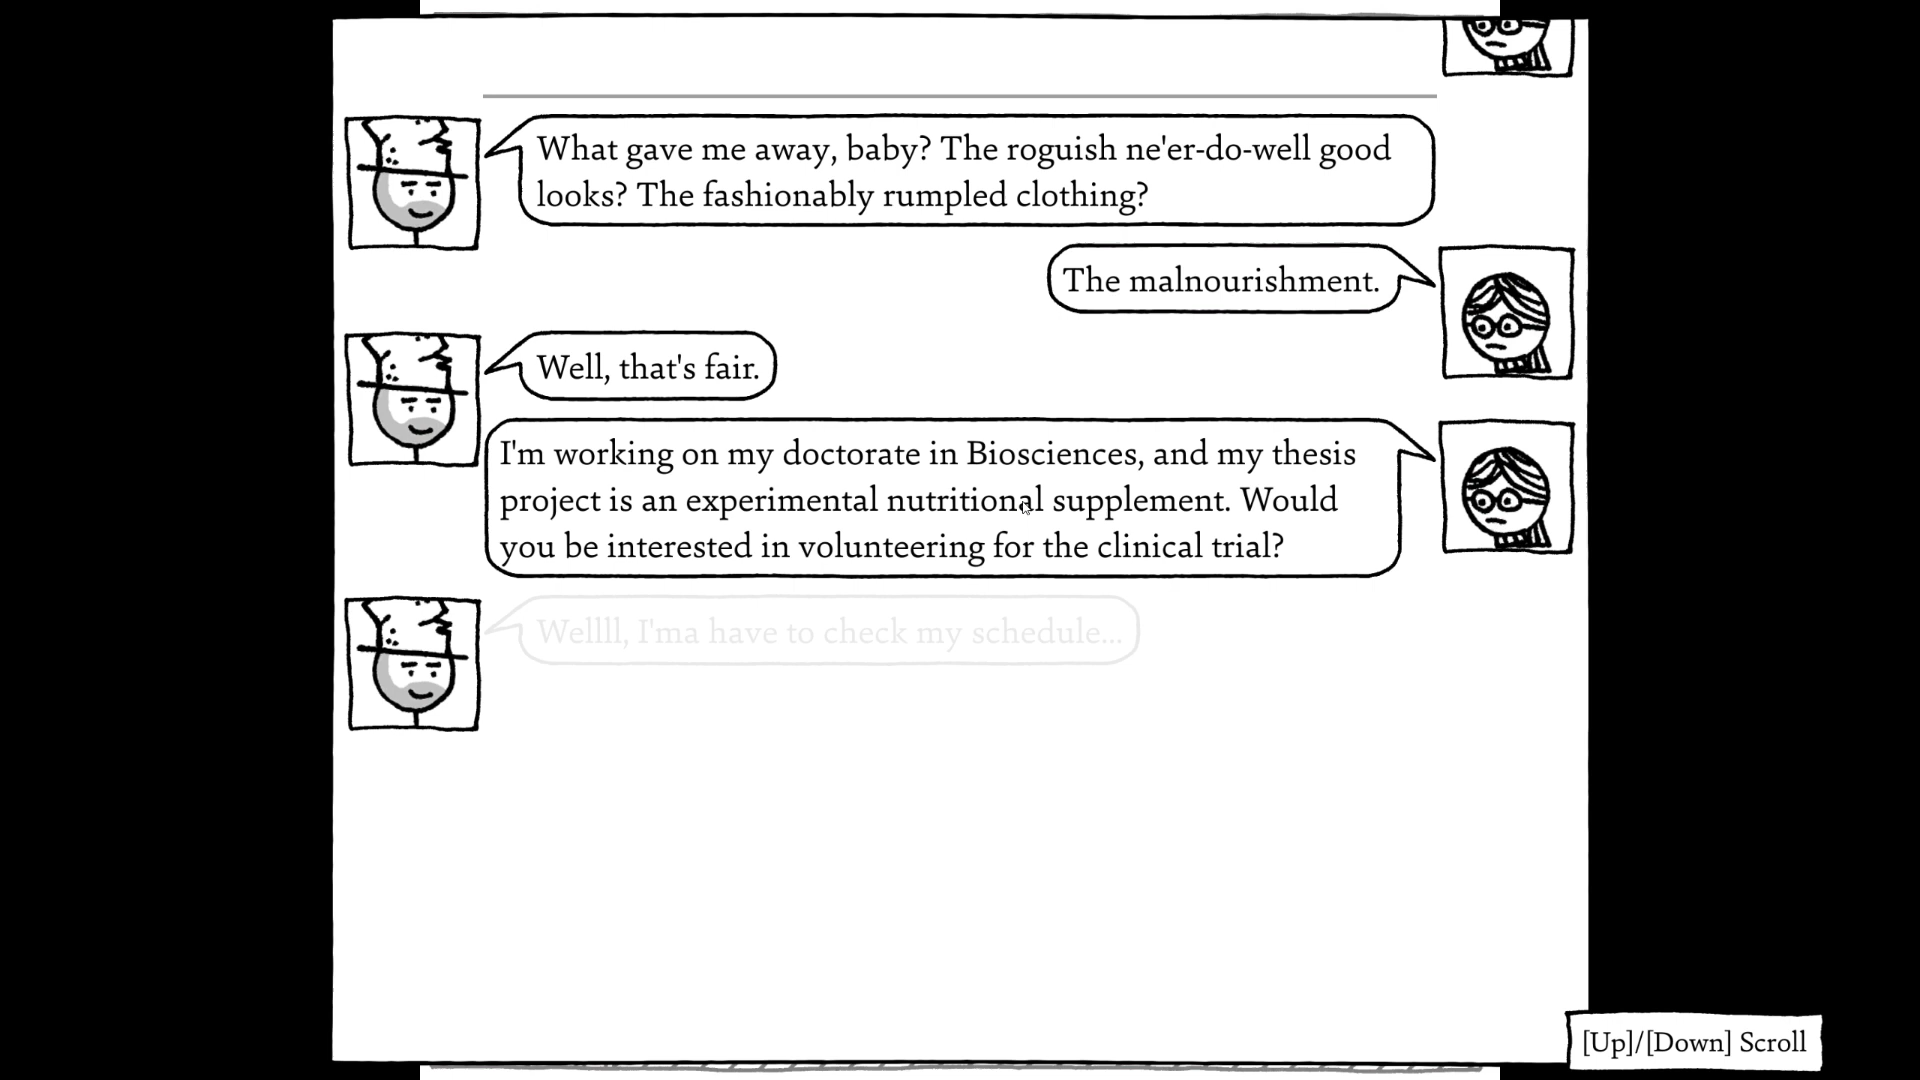 What gave me away, baby? The roguish ne'er-do-well good
looks? The fashionably rumpled clothing?
The malnourishment.
Well, that's fair.
I'm working on my doctorate in Biosciences, and my thesis
project is an experimental nutritional supplement. Would
you be interested in volunteering for the clinical trial?
Wellll, I'ma have to check my schedule...
[Up]/[Down] Scroll